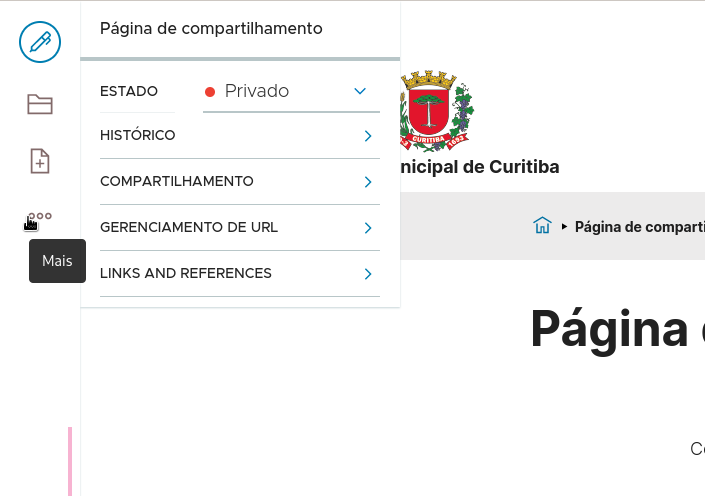 Página de compartilhamento
ESTADO
Privado
HISTÓRICO
COMPARTILHAMENTO
GERENCIAMENTO DE URL
LINKS AND REFERENCES
Mais
CURITIBA
1693
nicipal de Curitiba
Página de comparti
Página